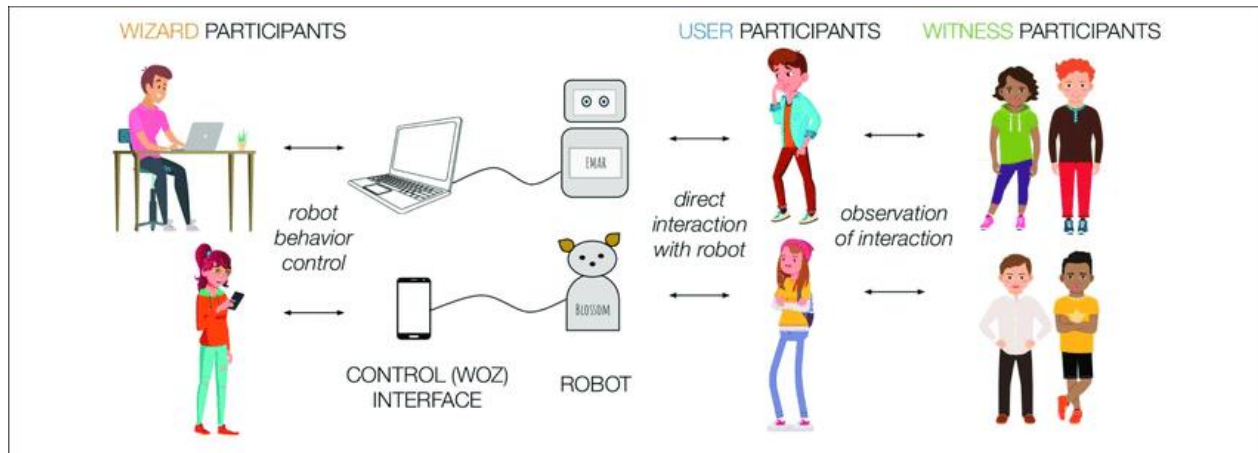 WIZARD PARTICIPANTS
USER PARTICIPANTS
WITNESS PARTICIPANTS
EMAR
robot
behavior
control
direct
interaction
with robot
observation
of interaction
BLOSSOM
CONTROL (WOZ)
INTERFACE
ROBOT